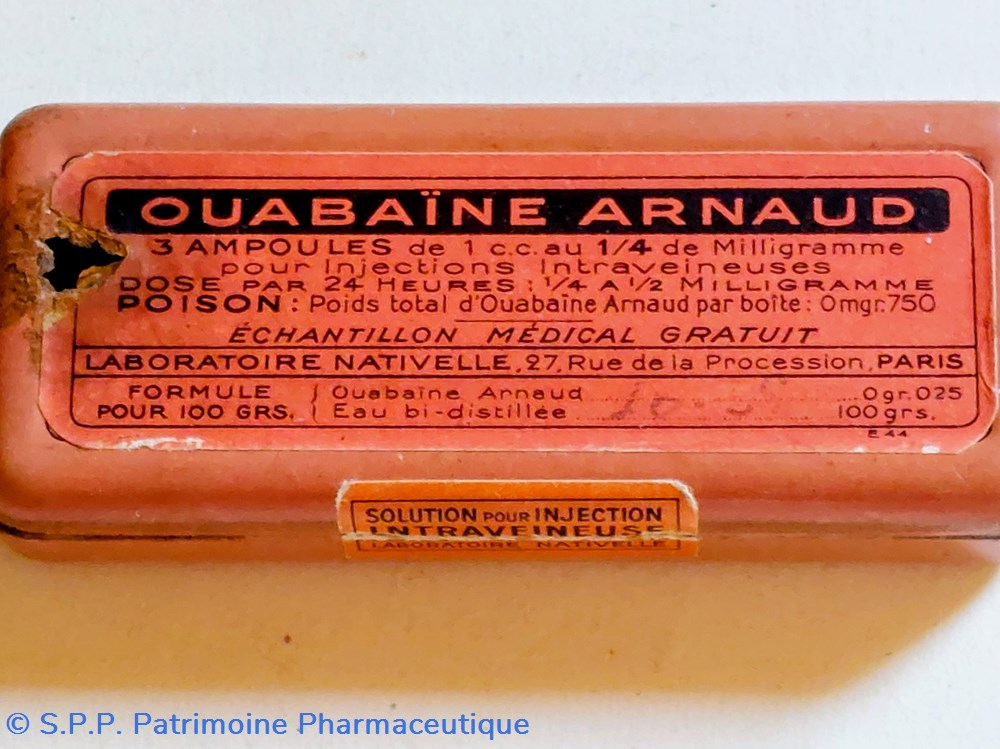 OUABAÏNE ARNAUD
3 AMPOULES de 1 c.c. au 1/4 de Milligramme
pour Injections Intraveineuses
DOSE PAR 24 HEURES : 1/4 A 1/2 MILLIGRAMME
POISON : Poids total d'Ouabaïne Arnaud par boîte : 0mgr.750
ÉCHANTILLON MÉDICAL GRATUIT
LABORATOIRE NATIVELLE, 27, Rue de la Procession, PARIS
FORMULE { Ouabaïne Arnaud ..... 0gr.025
POUR 100 GRS. { Eau bi-distillée ..... 100grs.
E 44
SOLUTION POUR INJECTION
INTRAVEINEUSE
LABORATOIRE NATIVELLE
© S.P.P. Patrimoine Pharmaceutique